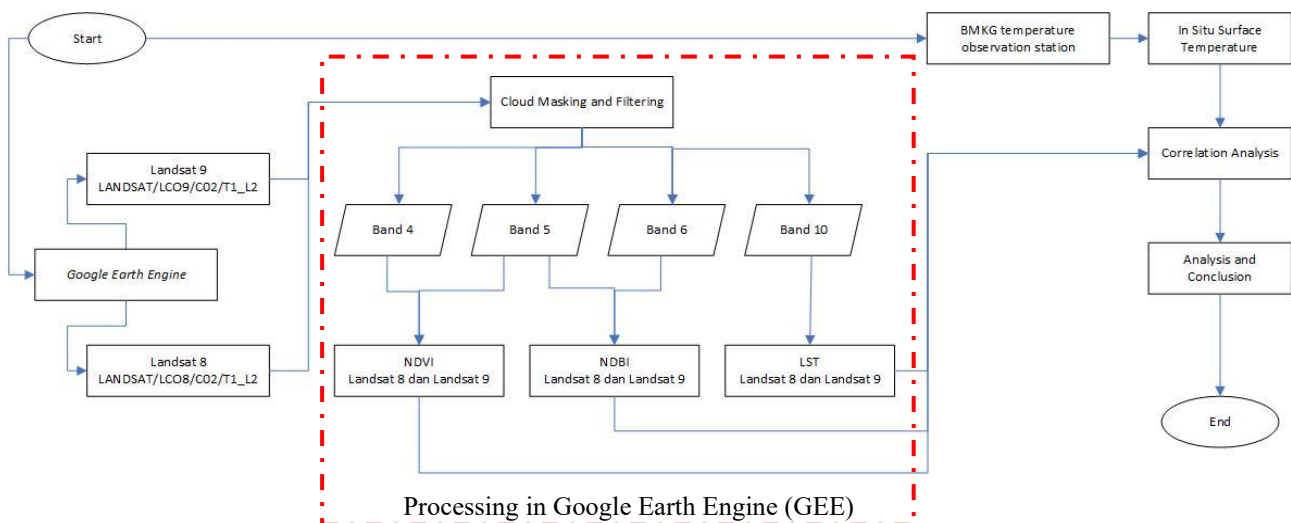 Start
BMKG temperature
observation station
In Situ Surface
Temperature
Cloud Masking and Filtering
Landsat 9
LANDSAT/LCO9/C02/T1_L2
Correlation Analysis
Band 4
Band 5
Band 6
Band 10
Google Earth Engine
Analysis and
Conclusion
Landsat 8
LANDSAT/LCO8/C02/T1_L2
NDVI
Landsat 8 dan Landsat 9
NDBI
Landsat 8 dan Landsat 9
LST
Landsat 8 dan Landsat 9
End
Processing in Google Earth Engine (GEE)